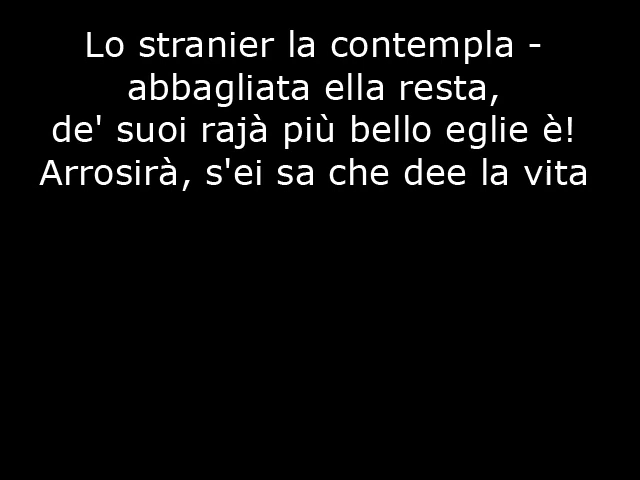 Lo stranier la contempla -
abbagliata ella resta,
de' suoi rajà più bello eglie è!
Arrosirà, s'ei sa che dee la vita